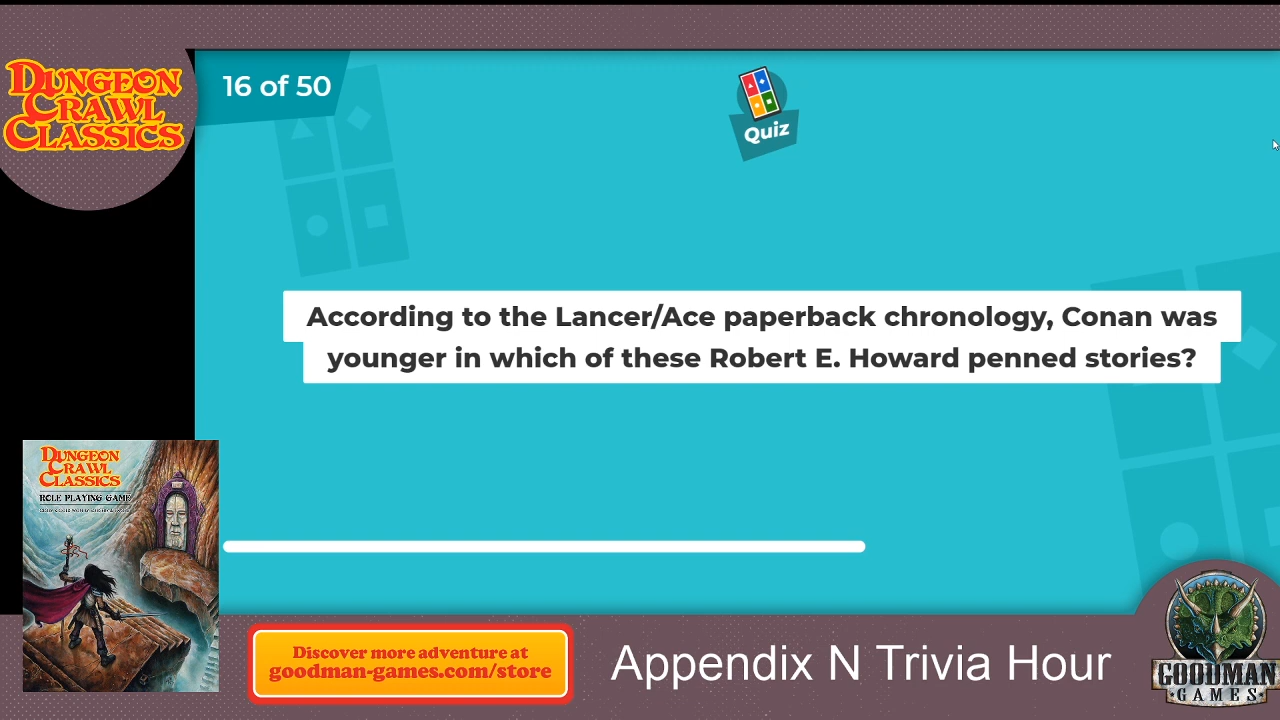 DUNGEON
CRAWL
CLASSICS
16 of 50
Quiz
According to the Lancer/Ace paperback chronology, Conan was
younger in which of these Robert E. Howard penned stories?
DUNGEON
CRAWL
CLASSICS
ROLE PLAYING GAME
Discover more adventure at
goodman-games.com/store
Appendix N Trivia Hour
GOODMAN
GAMES